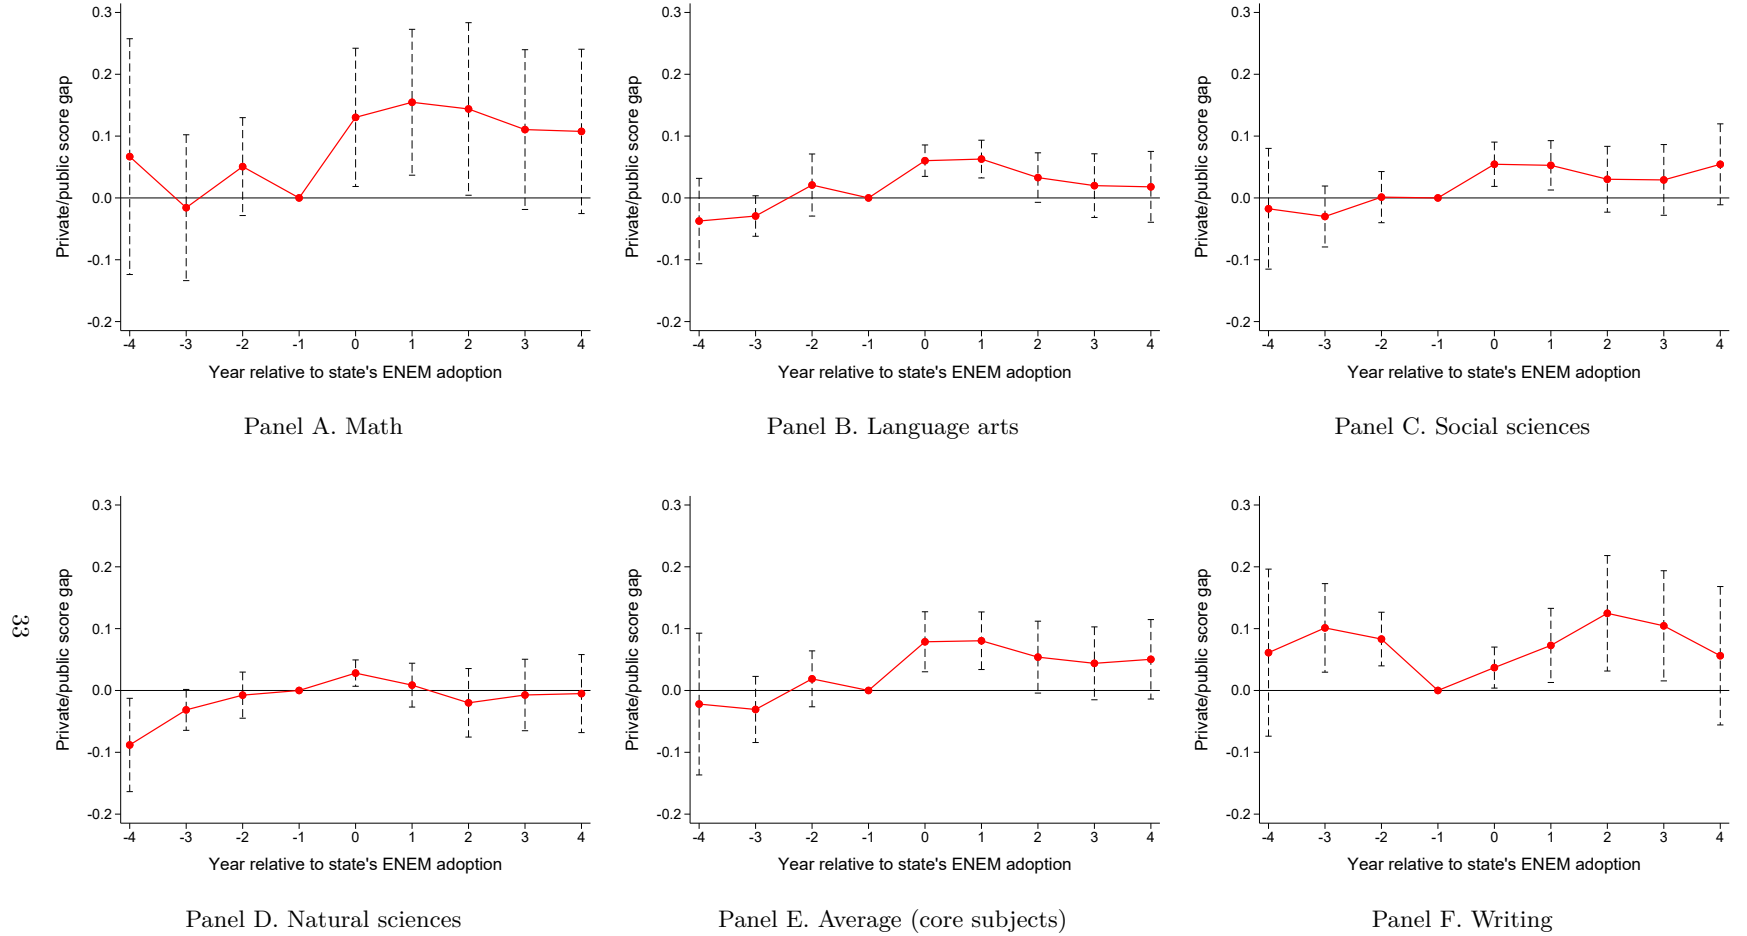 0.3
0.2
0.1
0.0
-0.1
-0.2
Private/public score gap
-4 -3 -2 -1 0 1 2 3 4
Year relative to state's ENEM adoption
Panel A. Math
0.3
0.2
0.1
0.0
-0.1
-0.2
Private/public score gap
-4 -3 -2 -1 0 1 2 3 4
Year relative to state's ENEM adoption
Panel B. Language arts
0.3
0.2
0.1
0.0
-0.1
-0.2
Private/public score gap
-4 -3 -2 -1 0 1 2 3 4
Year relative to state's ENEM adoption
Panel C. Social sciences
33
0.3
0.2
0.1
0.0
-0.1
-0.2
Private/public score gap
-4 -3 -2 -1 0 1 2 3 4
Year relative to state's ENEM adoption
Panel D. Natural sciences
0.3
0.2
0.1
0.0
-0.1
-0.2
Private/public score gap
-4 -3 -2 -1 0 1 2 3 4
Year relative to state's ENEM adoption
Panel E. Average (core subjects)
0.3
0.2
0.1
0.0
-0.1
-0.2
Private/public score gap
-4 -3 -2 -1 0 1 2 3 4
Year relative to state's ENEM adoption
Panel F. Writing